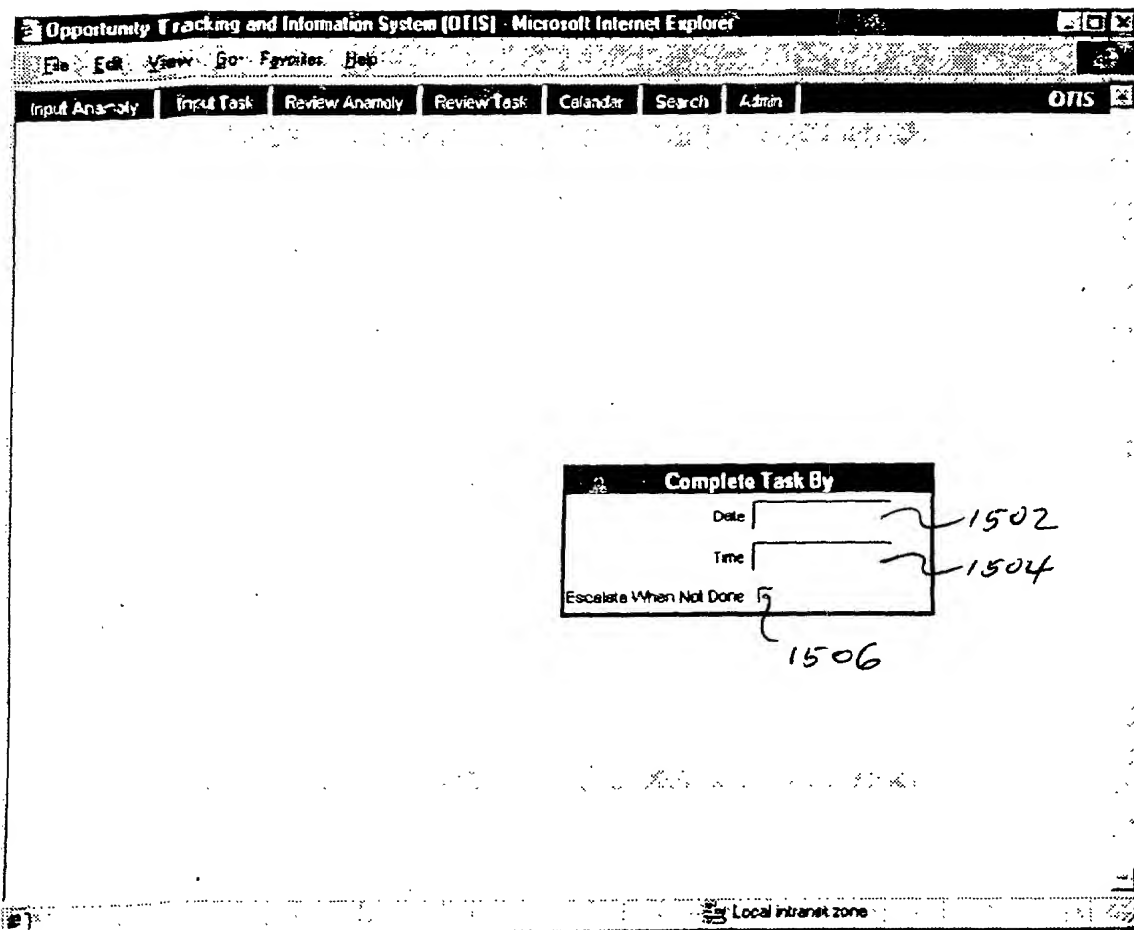 Opportunity Tracking and Information System (OTIS) - Microsoft Internet Explorer
File Edit View Go Favorites Help
Input Anamoly Input Task Review Anamoly Review Task Calandar Search Admin OTIS
Complete Task By
Date 1502
Time 1504
Escalate When Not Done
1506
Local intranet zone